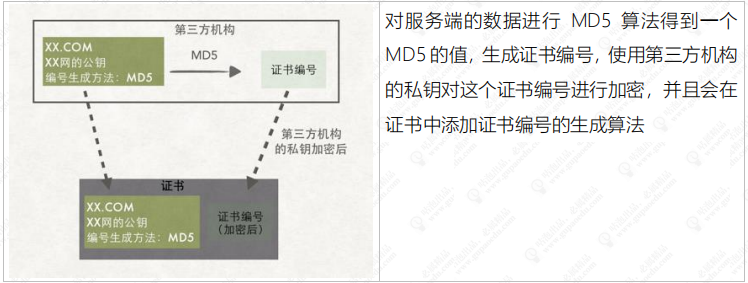 第三方机构
XX.COM
XX网的公钥
编号生成方法：MD5
MD5
证书编号
第三方机构
的私钥加密后
证书
XX.COM
XX网的公钥
编号生成方法：MD5
证书编号
（加密后）
对服务端的数据进行 MD5 算法得到一个
MD5 的值，生成证书编号，使用第三方机构
的私钥对这个证书编号进行加密，并且会在
证书中添加证书编号的生成算法